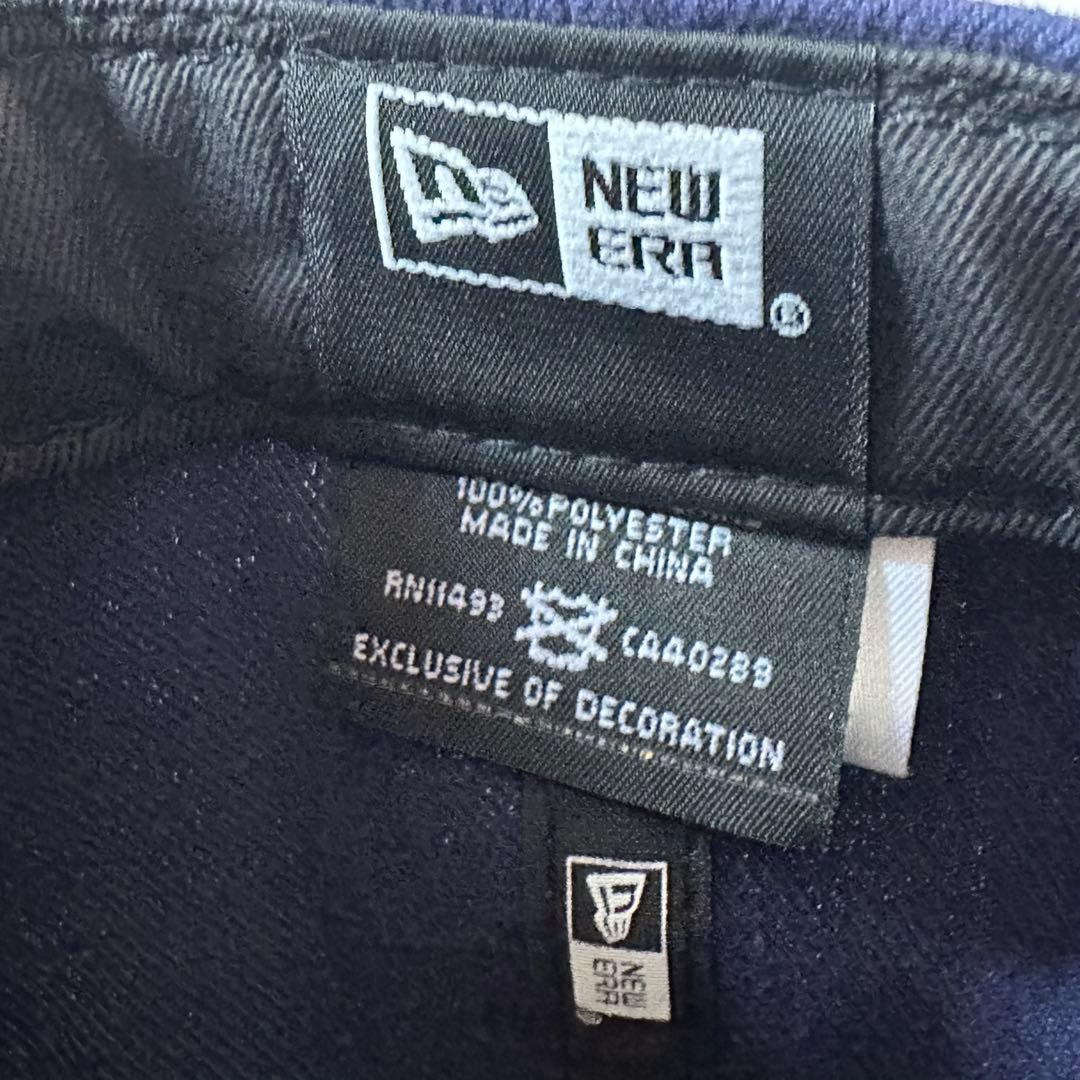 NEW
ERA
®
100% POLYESTER
MADE IN CHINA
RN11493 CA40289
EXCLUSIVE OF DECORATION
NEW
ERA